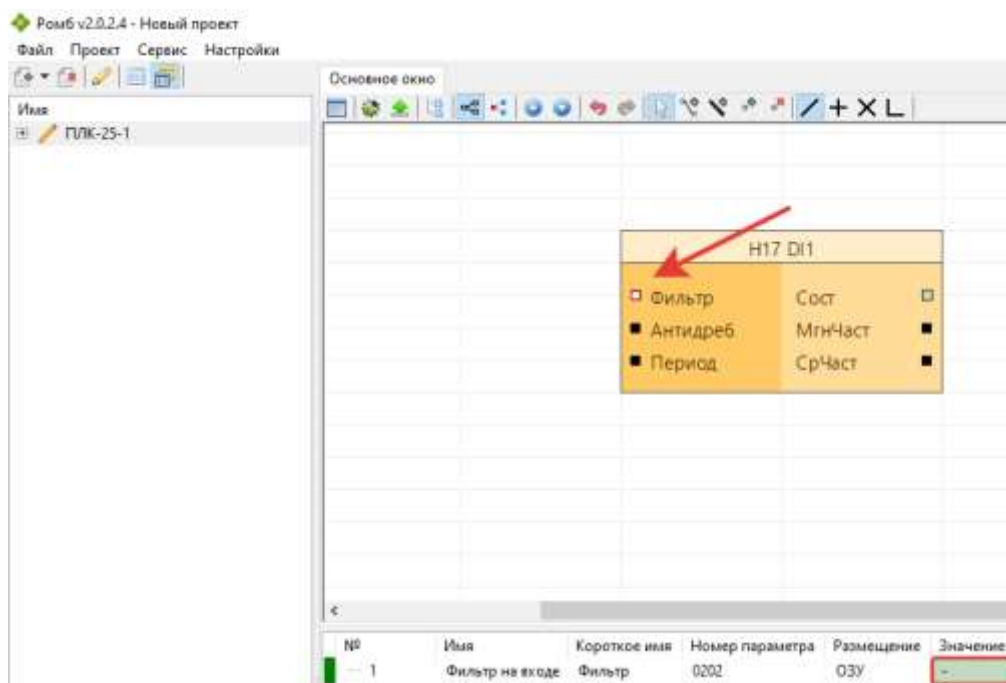 Ромб v2.0.2.4 - Новый проект
Файл Проект Сервис Настройки
Основное окно
Имя
ПЛК-25-1
H17 DI1
Фильтр Сост
Антидреб МгнЧаст
Период СрЧаст
№ Имя Короткое имя Номер параметра Размещение Значение
1 Фильтр на входе Фильтр 0202 ОЗУ -